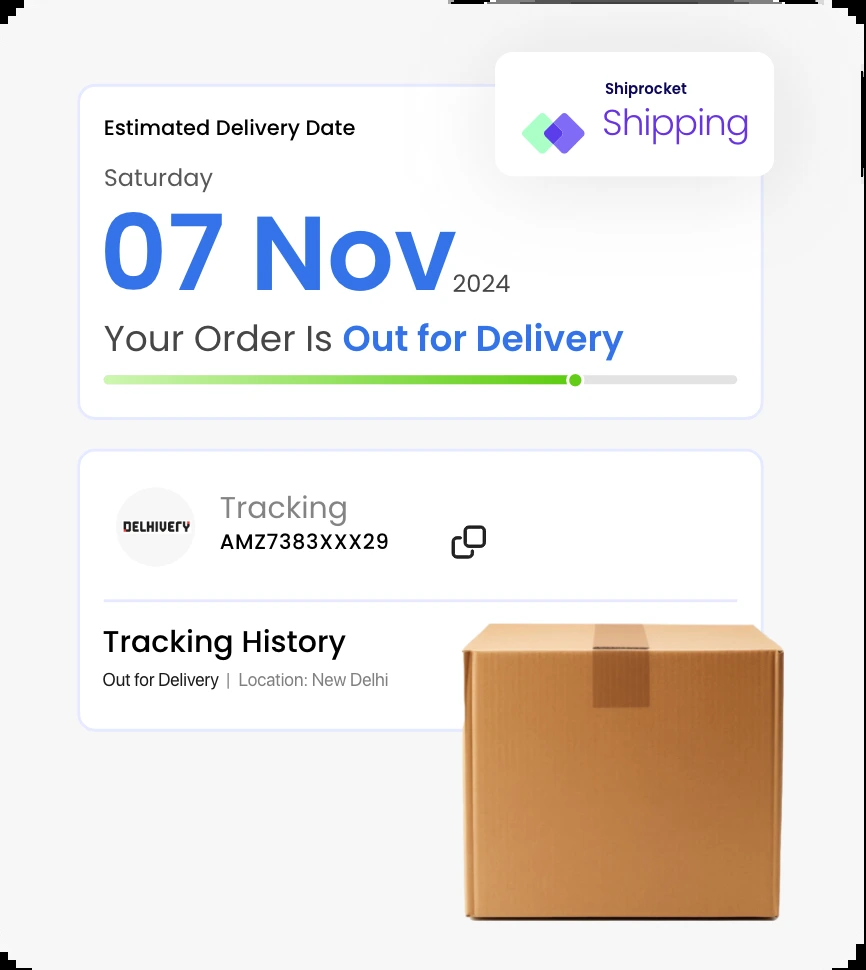 Shiprocket
Shipping
Estimated Delivery Date
Saturday
07 Nov 2024
Your Order Is Out for Delivery
DELHIVERY
Tracking
AMZ7383XXX29
Tracking History
Out for Delivery | Location: New Delhi